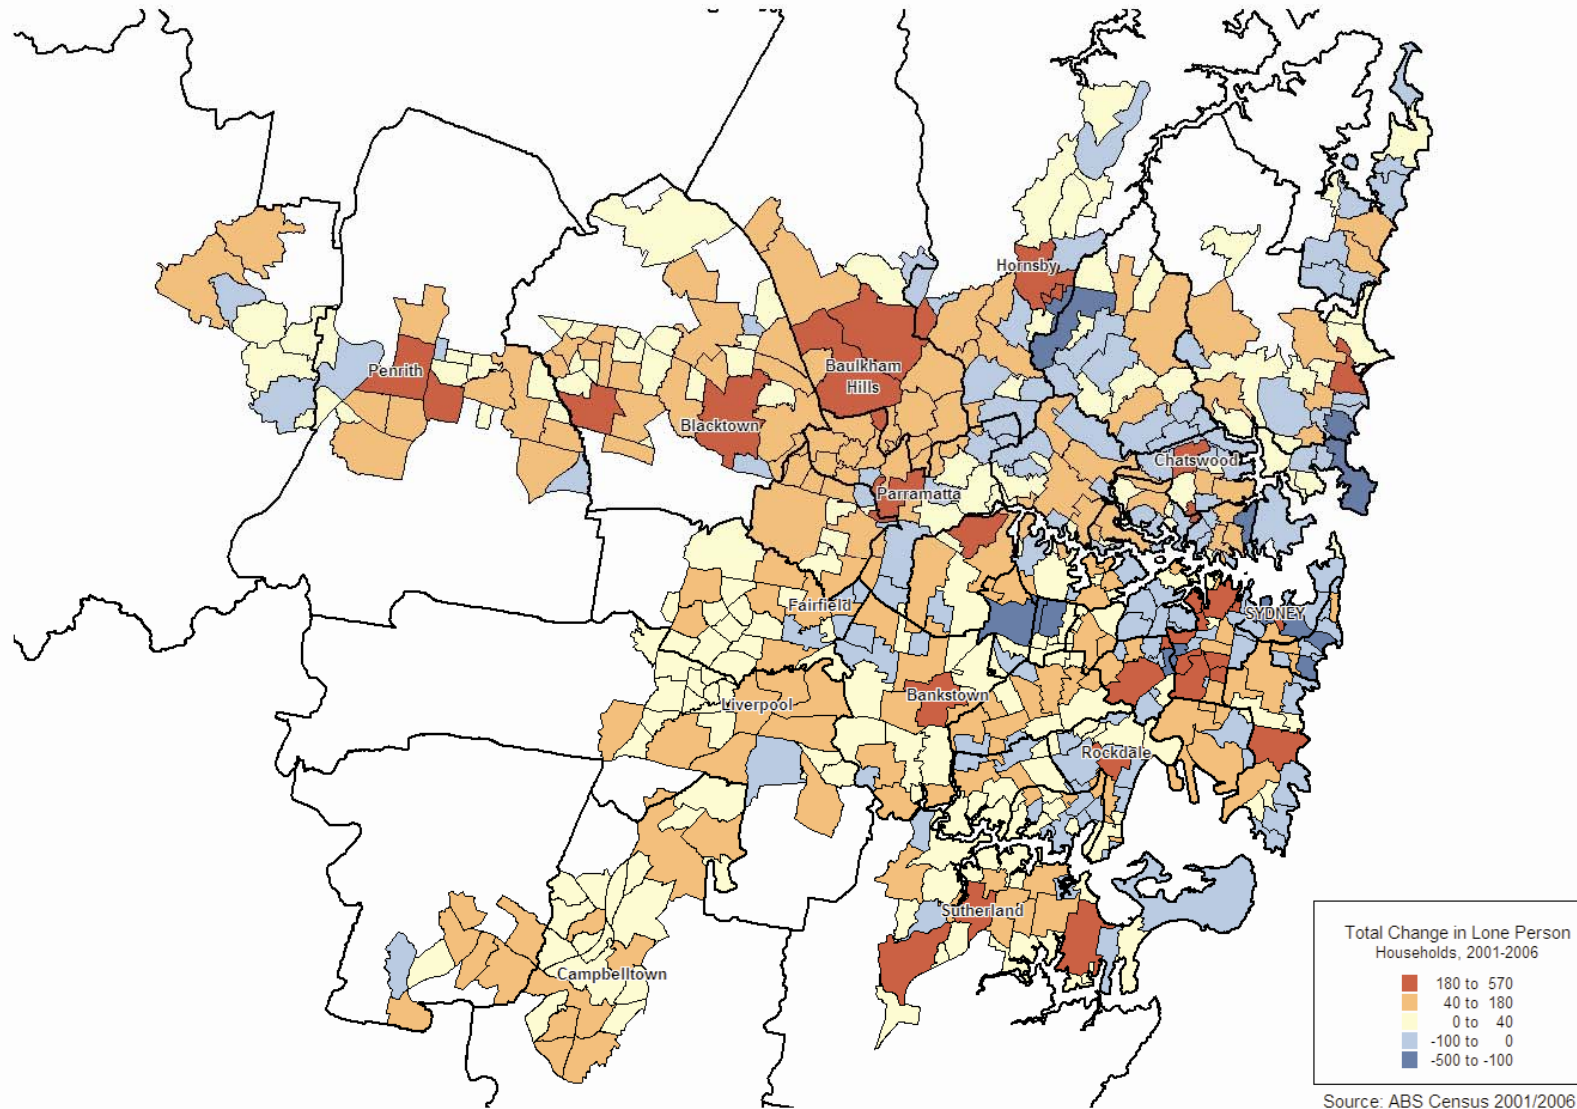 Hornsby
Penrith
Baulkham
Hills
Blacktown
Chatswood
Parramatta
Fairfield
SYDNEY
Bankstown
Liverpool
Rockdale
Sutherland
Campbelltown
Total Change in Lone Person
Households, 2001-2006
180 to 570
40 to 180
0 to 40
-100 to 0
-500 to -100
Source: ABS Census 2001/2006